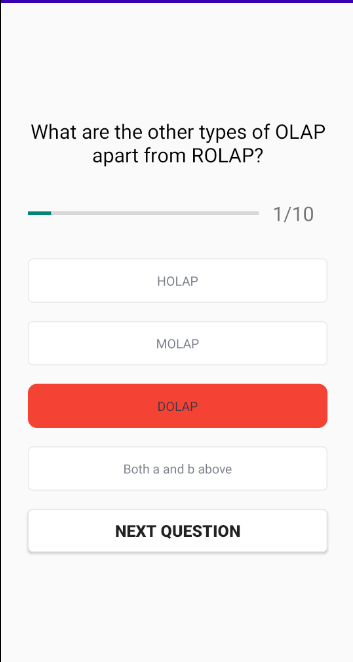 What are the other types of OLAP
apart from ROLAP?
1/10
HOLAP
MOLAP
DOLAP
Both a and b above
NEXT QUESTION